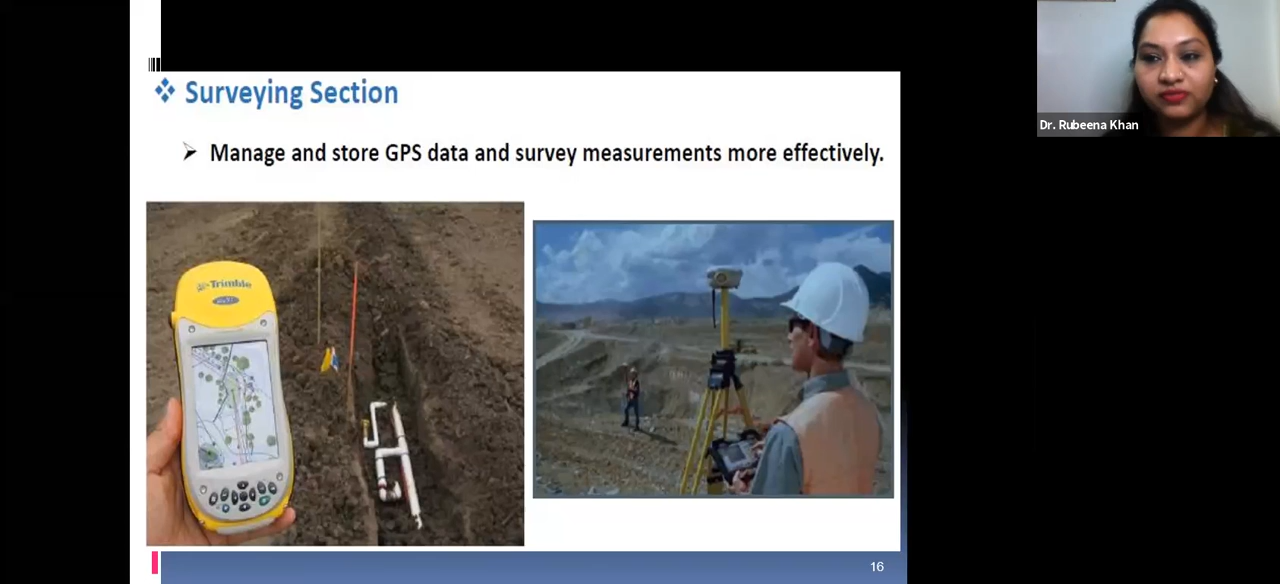 Surveying Section
Manage and store GPS data and survey measurements more effectively.
Trimble
Dr. Rubeena Khan
16